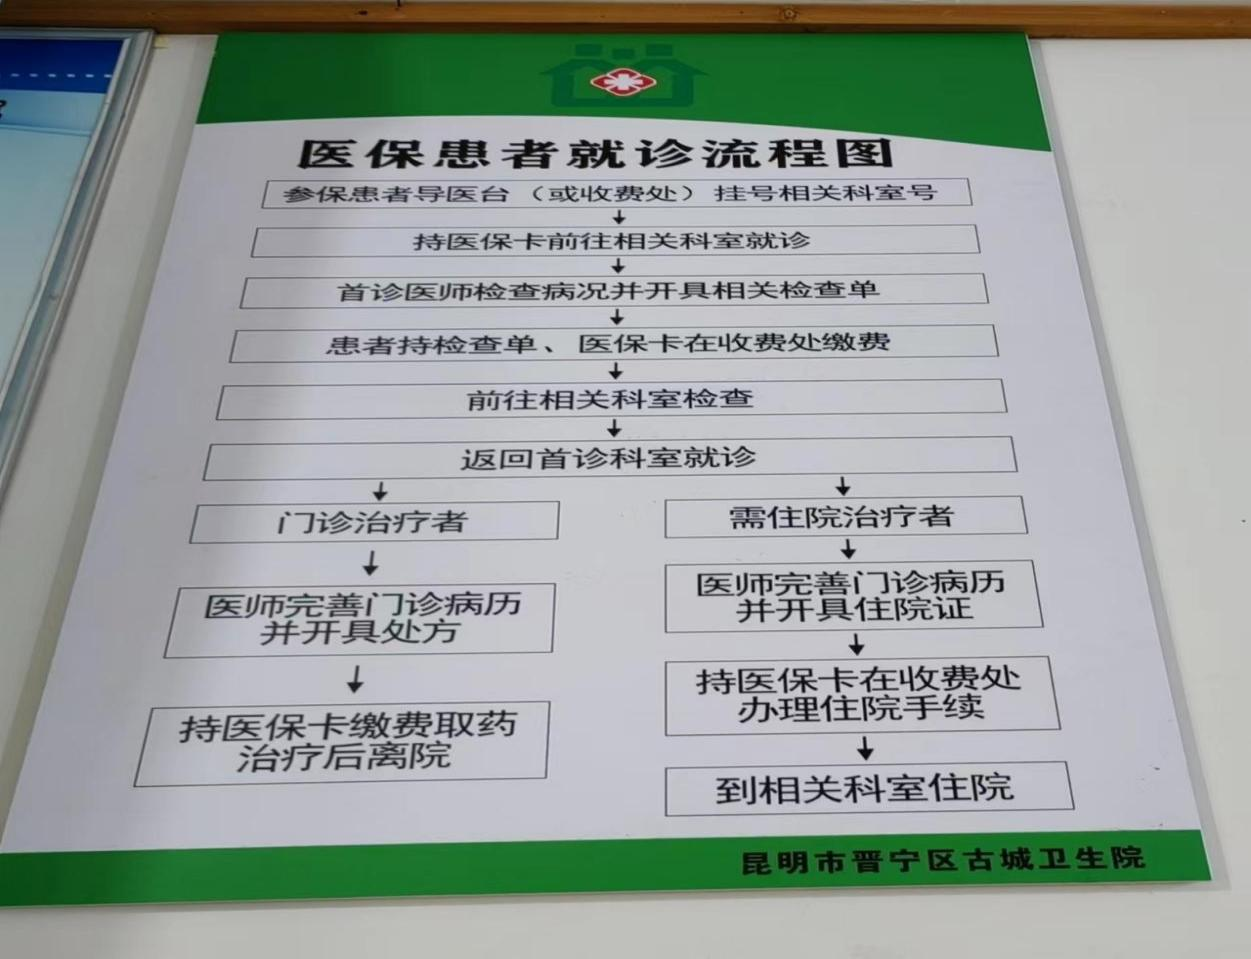 医保患者就诊流程图
参保患者导医台（或收费处）挂号相关科室号
持医保卡前往相关科室就诊
首诊医师检查病况并开具相关检查单
患者持检查单、医保卡在收费处缴费
前往相关科室检查
返回首诊科室就诊
门诊治疗者
医师完善门诊病历
并开具处方
持医保卡缴费取药
治疗后离院
需住院治疗者
医师完善门诊病历
并开具住院证
持医保卡在收费处
办理住院手续
到相关科室住院
昆明市晋宁区古城卫生院